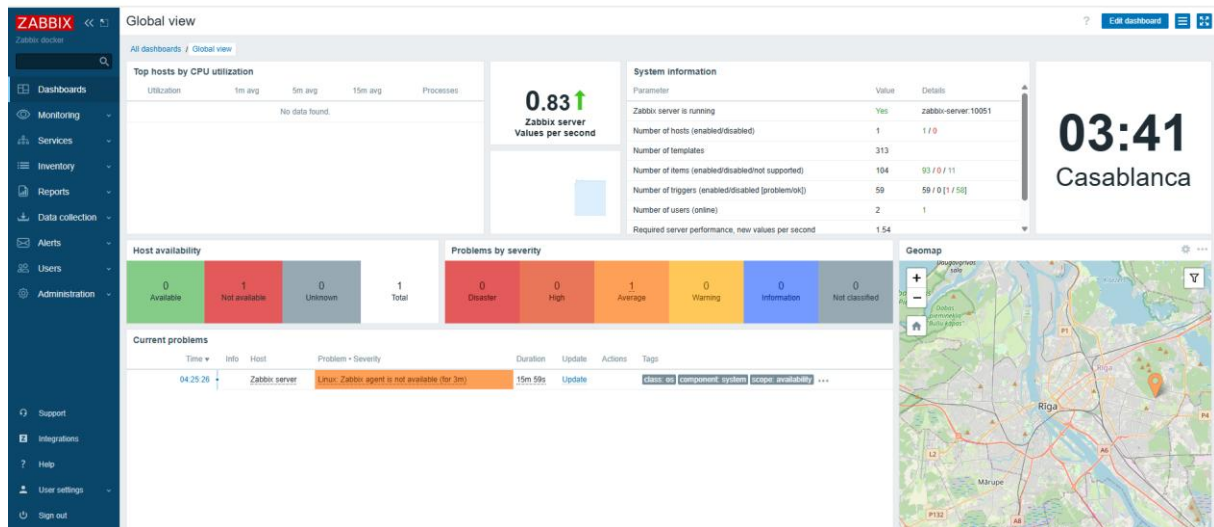 ZABBIX
Zabbix docker
Dashboards
Monitoring
Services
Inventory
Reports
Data collection
Alerts
Users
Administration
Support
Integrations
Help
User settings
Sign out
Global view
? Edit dashboard
All dashboards / Global view
Top hosts by CPU utilization
Utilization 1m avg 5m avg 15m avg Processes
No data found.
0.83
Zabbix server
Values per second
System information
Parameter Value Details
Zabbix server is running Yes zabbix-server:10051
Number of hosts (enabled/disabled) 1 1 / 0
Number of templates 313
Number of items (enabled/disabled/not supported) 104 93 / 0 / 11
Number of triggers (enabled/disabled [problem/ok]) 59 59 / 0 [1 / 58]
Number of users (online) 2 1
Required server performance, new values per second 1.54
03:41
Casablanca
Host availability
0 1 0 1
Available Not available Unknown Total
Problems by severity
0 0 1 0 0 0
Disaster High Average Warning Information Not classified
Current problems
Time Info Host Problem • Severity Duration Update Actions Tags
04:25:26 Zabbix server Linux: Zabbix agent is not available (for 3m) 15m 59s Update class: os component: system scope: availability •••
Geomap
+
−
P1
Rīga
Rīga
P4
A6
L2
Mārupe
P132
A8